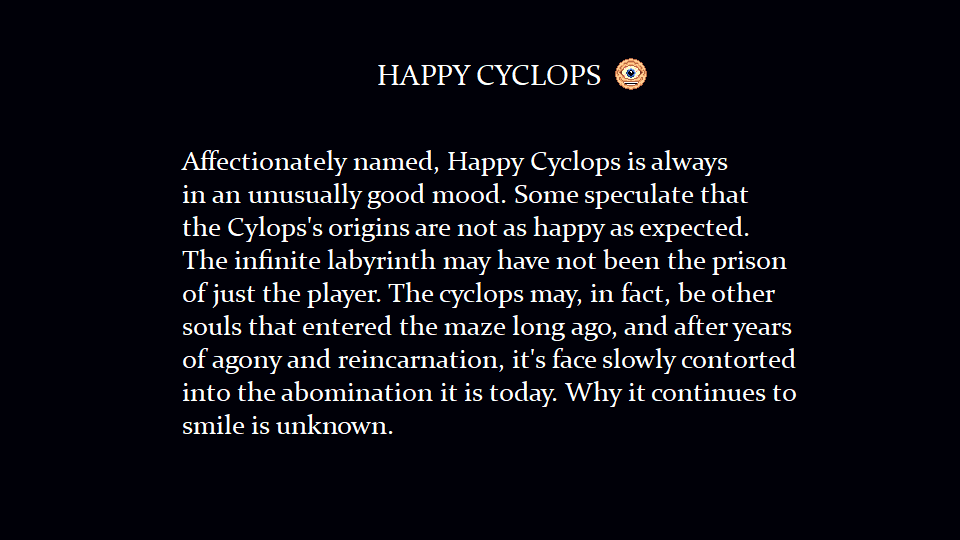 HAPPY CYCLOPS
Affectionately named, Happy Cyclops is always
in an unusually good mood. Some speculate that
the Cylops's origins are not as happy as expected.
The infinite labyrinth may have not been the prison
of just the player. The cyclops may, in fact, be other
souls that entered the maze long ago, and after years
of agony and reincarnation, it's face slowly contorted
into the abomination it is today. Why it continues to
smile is unknown.